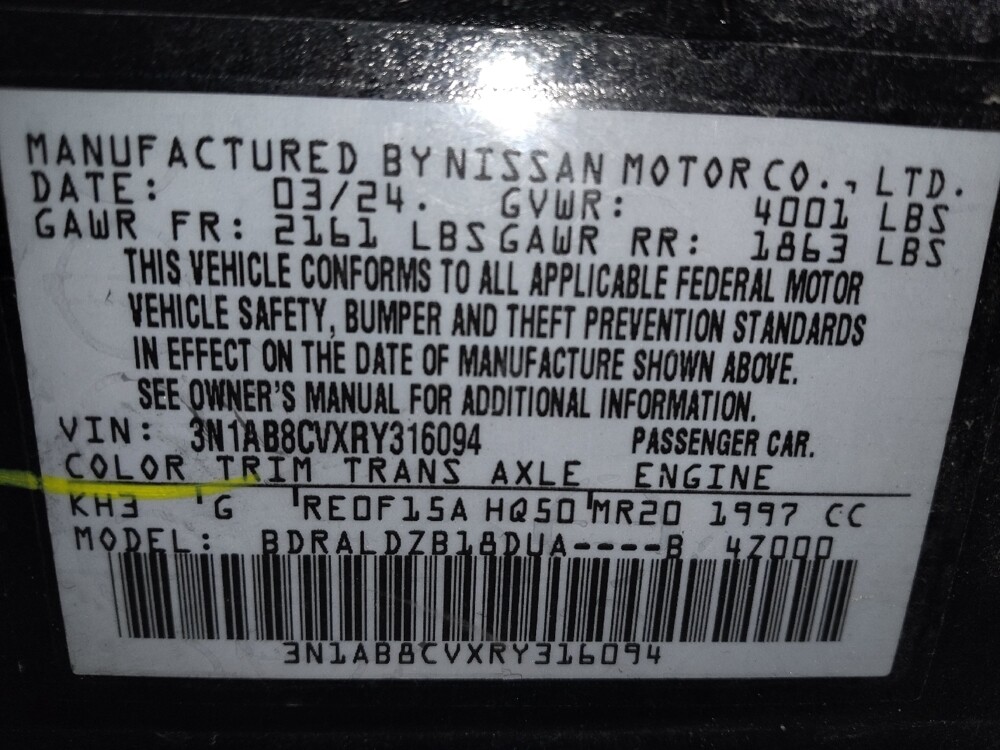 MANUFACTURED BY NISSAN MOTOR CO., LTD.
DATE: 03/24. GVWR: 4001 LBS
GAWR FR: 2161 LBS GAWR RR: 1863 LBS
THIS VEHICLE CONFORMS TO ALL APPLICABLE FEDERAL MOTOR
VEHICLE SAFETY, BUMPER AND THEFT PREVENTION STANDARDS
IN EFFECT ON THE DATE OF MANUFACTURE SHOWN ABOVE.
SEE OWNER'S MANUAL FOR ADDITIONAL INFORMATION.
VIN: 3N1AB8CVXRY316094 PASSENGER CAR.
COLOR TRIM TRANS AXLE ENGINE
KH3 G RE0F15A HQ50 MR20 1997 CC
MODEL: BDRALDZB18DUA----B 4Z000
3N1AB8CVXRY316094